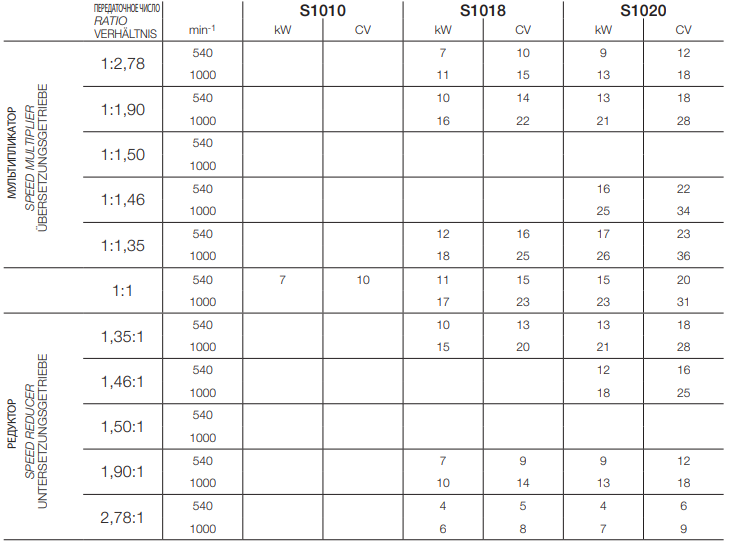 ПЕРЕДАТОЧНОЕ ЧИСЛО
RATIO
VERHÄLTNIS
min-1
S1010 S1018 S1020
kW CV kW CV kW CV
МУЛЬТИПЛИКАТОР
SPEED MULTIPLIER
ÜBERSETZUNGSGETRIEBE
1:2,78
540 7 10 9 12
1000 11 15 13 18
1:1,90
540 10 14 13 18
1000 16 22 21 28
1:1,50
540
1000
1:1,46
540 16 22
1000 25 34
1:1,35
540 12 16 17 23
1000 18 25 26 36
1:1
540 7 10 11 15 15 20
1000 17 23 23 31
РЕДУКТОР
SPEED REDUCER
UNTERSETZUNGSGETRIEBE
1,35:1
540 10 13 13 18
1000 15 20 21 28
1,46:1
540 12 16
1000 18 25
1,50:1
540
1000
1,90:1
540 7 9 9 12
1000 10 14 13 18
2,78:1
540 4 5 4 6
1000 6 8 7 9